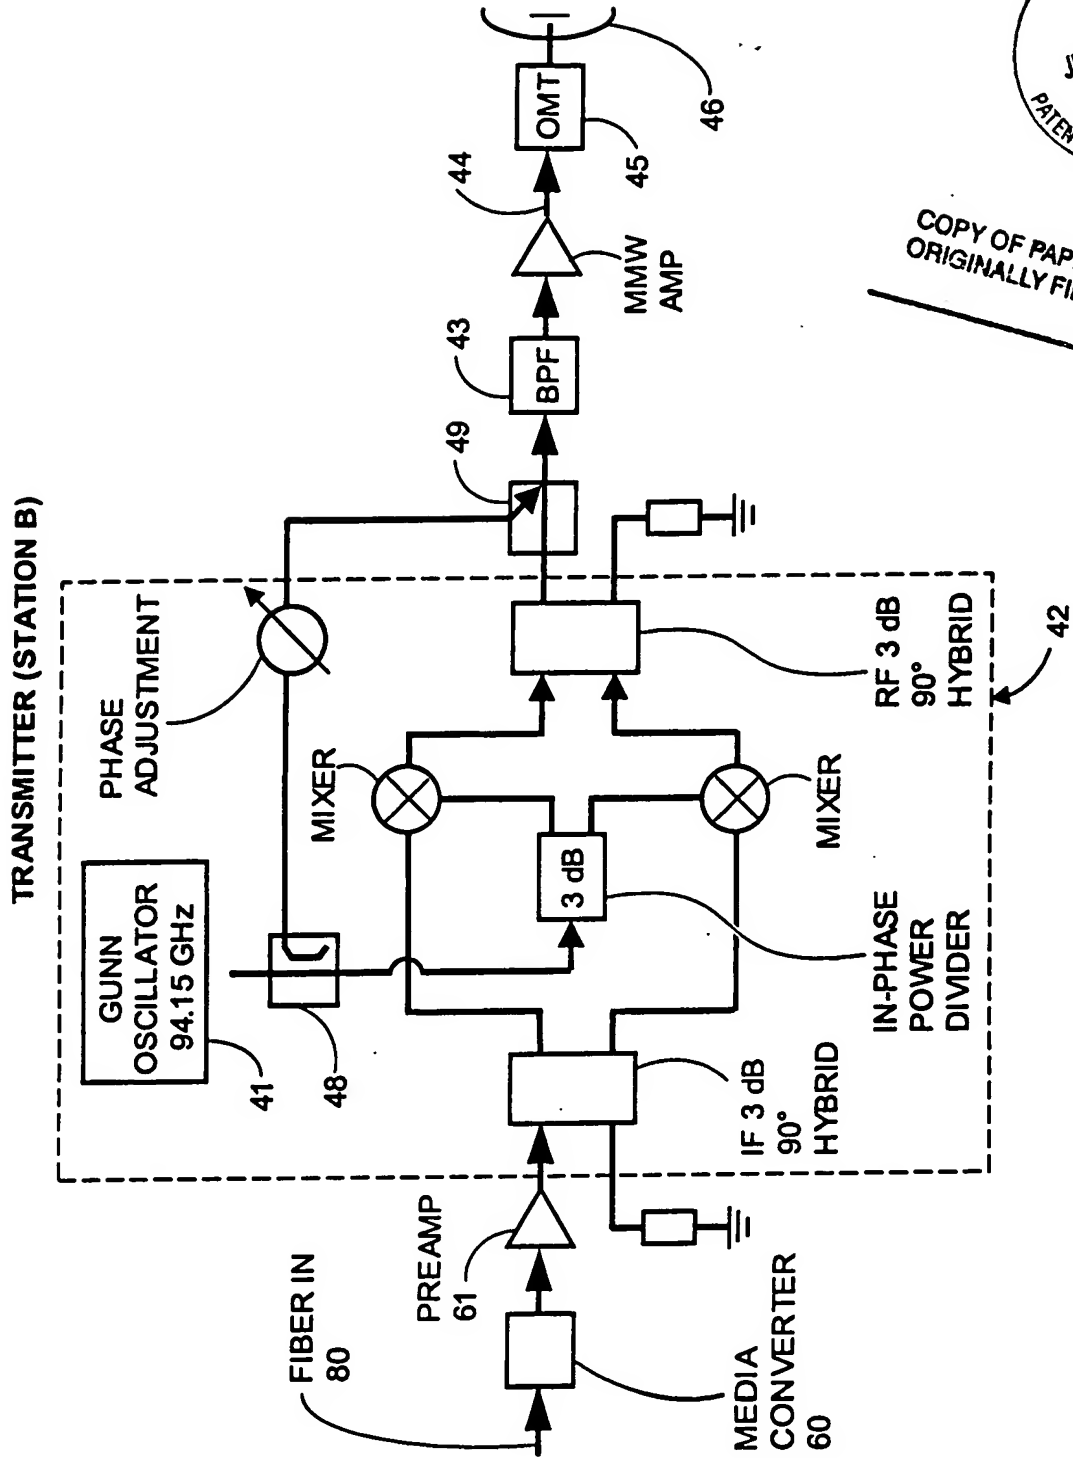 TRANSMITTER (STATION B)
GUNN
OSCILLATOR
94.15 GHz
41
48
PHASE
ADJUSTMENT
49
43
BPF
44
MMW
AMP
OMT
45
46
FIBER IN
80
MEDIA
CONVERTER
60
PREAMP
61
IF 3 dB
90°
HYBRID
MIXER
3 dB
IN-PHASE
POWER
DIVIDER
MIXER
RF 3 dB
90°
HYBRID
42
COPY OF
ORIGINALLY